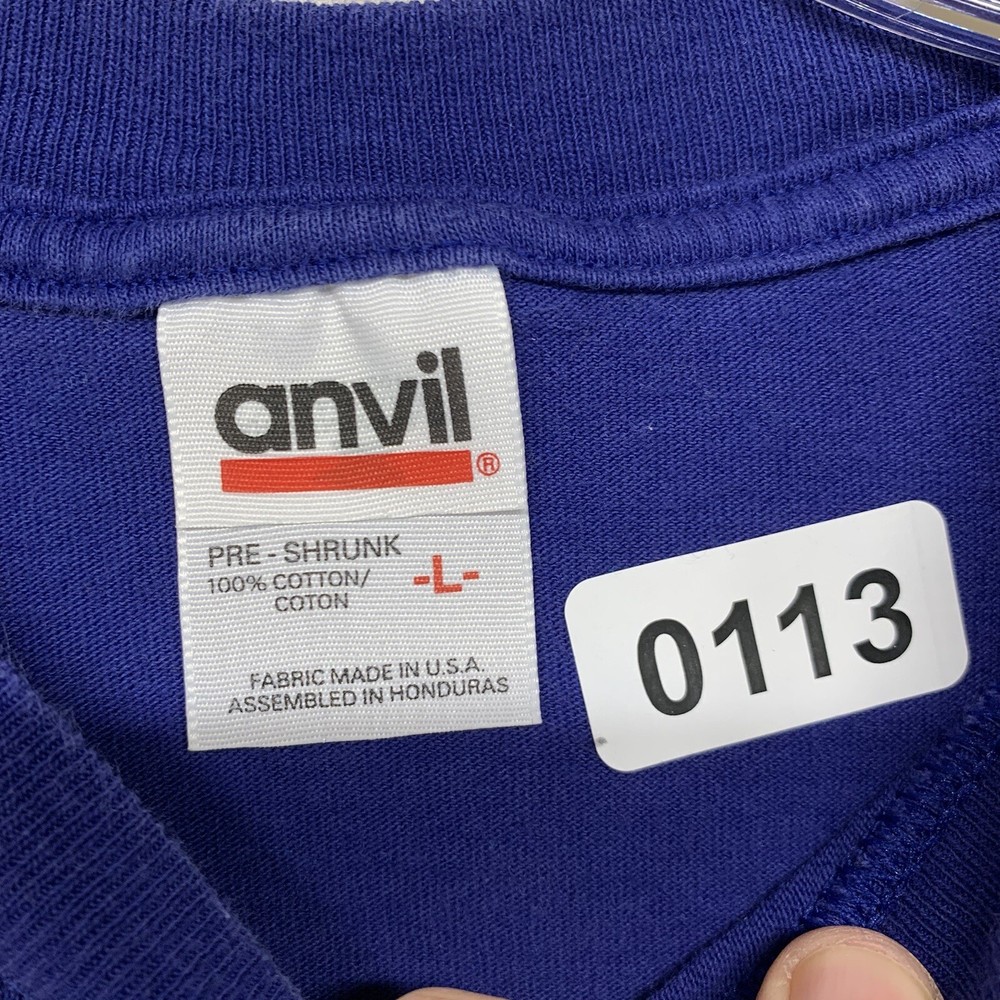 anvil®
PRE - SHRUNK
100% COTTON/
COTON
-L-
FABRIC MADE IN U.S.A.
ASSEMBLED IN HONDURAS
0113